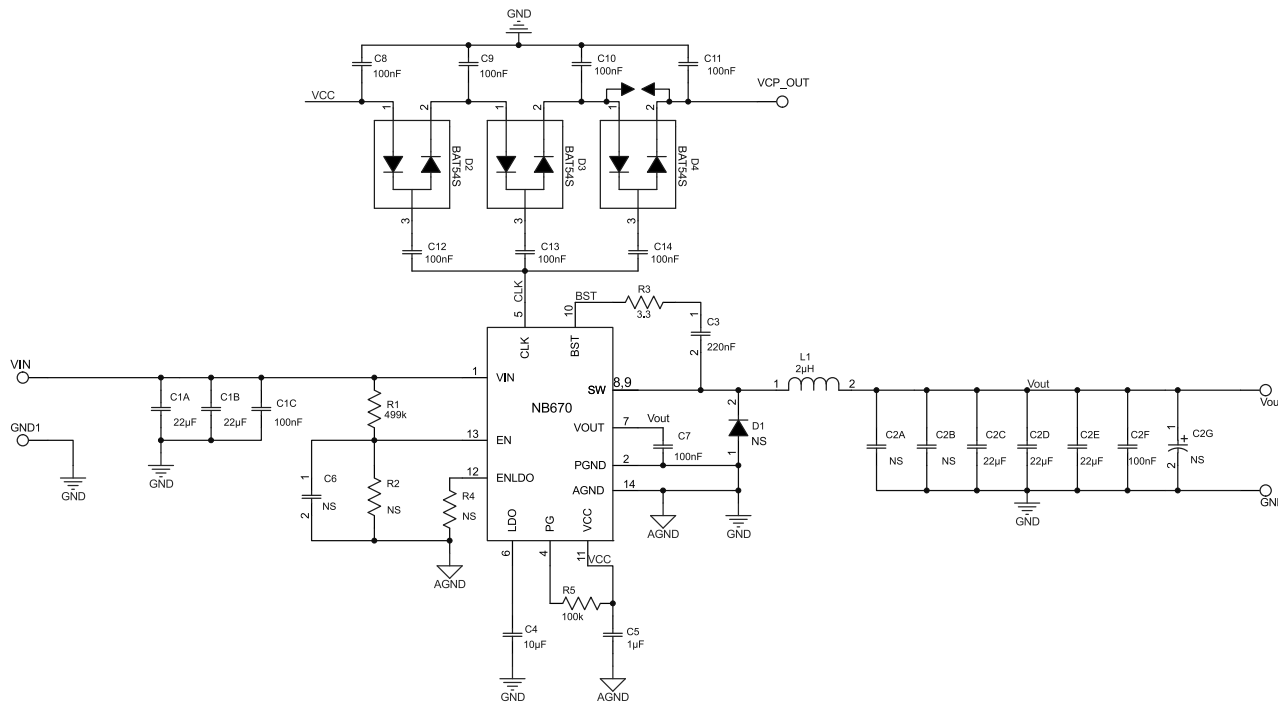 GND
C8
100nF
C9
100nF
C10
100nF
C11
100nF
VCC
VCP_OUT
1
2
1
2
1
2
D2
BAT54S
D3
BAT54S
D4
BAT54S
3
3
3
C12
100nF
C13
100nF
C14
100nF
CLK
5
BST
10
R3
3.3
1
C3
220nF
2
CLK
BST
VIN
1
VIN
SW
8,9
L1
2µH
1
2
Vout
Vout
C1A
22µF
C1B
22µF
C1C
100nF
R1
499k
NB670
VOUT
7
Vout
C7
100nF
2
D1
NS
1
GND1
GND
GND
13
EN
PGND
2
C2A
NS
C2B
NS
C2C
22µF
C2D
22µF
C2E
22µF
C2F
100nF
1
+
C2G
2
NS
1
C6
NS
2
R2
NS
12
ENLDO
R4
NS
AGND
14
AGND
GND
GND
GND
LDO
PG
VCC
6
4
11
VCC
AGND
R5
100k
C4
10µF
C5
1µF
GND
AGND